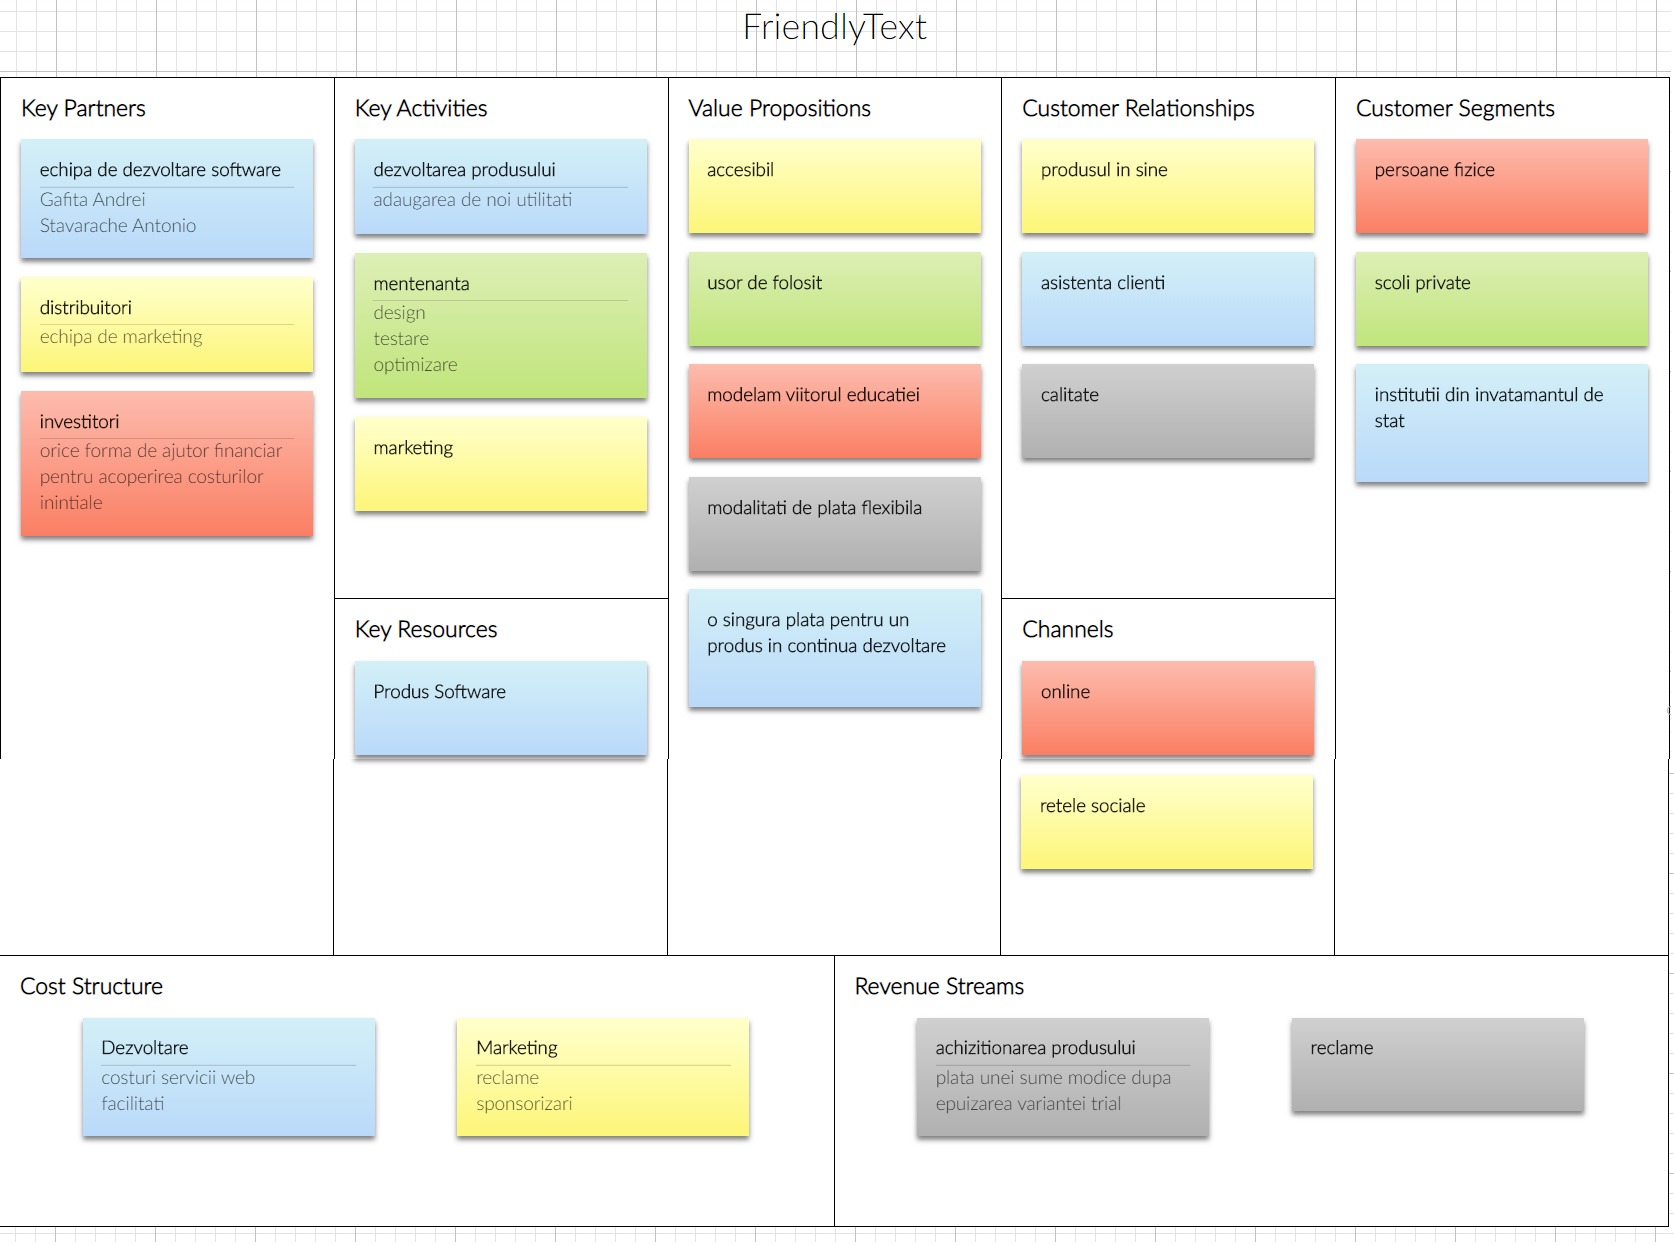 FriendlyText
Key Partners
echipa de dezvoltare software
Gafita Andrei
Stavarache Antonio
distribuitori
echipa de marketing
investitori
orice forma de ajutor financiar
pentru acoperirea costurilor
inintiale
Key Activities
dezvoltarea produsului
adaugarea de noi utilitati
mentenanta
design
testare
optimizare
marketing
Key Resources
Produs Software
Value Propositions
accesibil
usor de folosit
modelam viitorul educatiei
modalitati de plata flexibila
o singura plata pentru un
produs in continua dezvoltare
Customer Relationships
produsul in sine
asistenta clienti
calitate
Channels
online
retele sociale
Customer Segments
persoane fizice
scoli private
institutii din invatamantul de
stat
Cost Structure
Dezvoltare
costuri servicii web
facilitati
Marketing
reclame
sponsorizari
Revenue Streams
achizitionarea produsului
plata unei sume modice dupa
epuizarea variantei trial
reclame